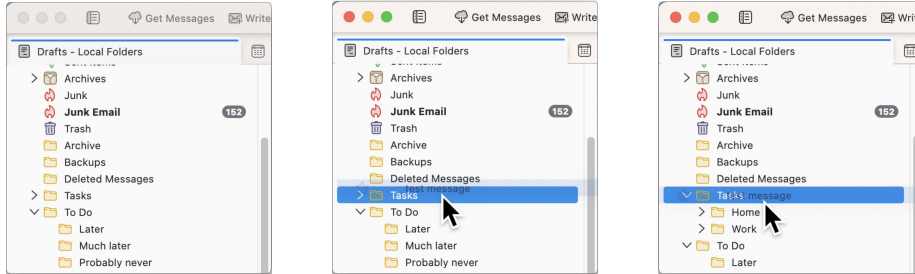 Get Messages
Write
Drafts - Local Folders
Archives
Junk
Junk Email 152
Trash
Archive
Backups
Deleted Messages
Tasks
To Do
Later
Much later
Probably never
Get Messages
Write
Drafts - Local Folders
Archives
Junk
Junk Email 152
Trash
Archive
Backups
Deleted Messages
Tasks
test message
To Do
Later
Much later
Probably never
Get Messages
Drafts - Local Folders
Archives
Junk
Junk Email 152
Trash
Archive
Backups
Deleted Messages
Tasks
message
Home
Work
To Do
Later